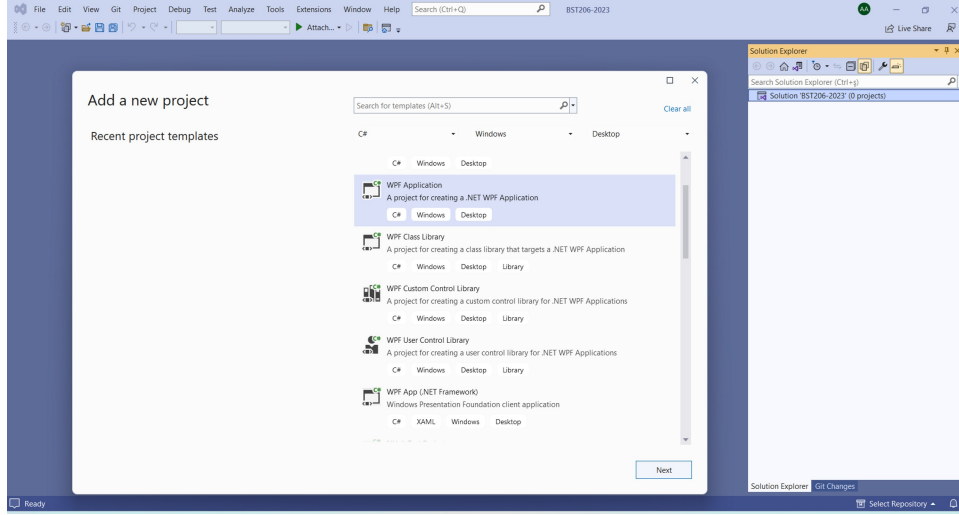 File Edit View Git Project Debug Test Analyze Tools Extensions Window Help Search (Ctrl+Q) BST206-2023 AA
Attach... Live Share
Solution Explorer
Search Solution Explorer (Ctrl+ş)
Solution 'BST206-2023' (0 projects)
Add a new project
Search for templates (Alt+S)
Clear all
Recent project templates
C# Windows Desktop
C# Windows Desktop
WPF Application
A project for creating a .NET WPF Application
C# Windows Desktop
WPF Class Library
A project for creating a class library that targets a .NET WPF Application
C# Windows Desktop Library
WPF Custom Control Library
A project for creating a custom control library for .NET WPF Applications
C# Windows Desktop Library
WPF User Control Library
A project for creating a user control library for .NET WPF Applications
C# Windows Desktop Library
WPF App (.NET Framework)
Windows Presentation Foundation client application
C# XAML Windows Desktop
Next
Solution Explorer Git Changes
Ready Select Repository